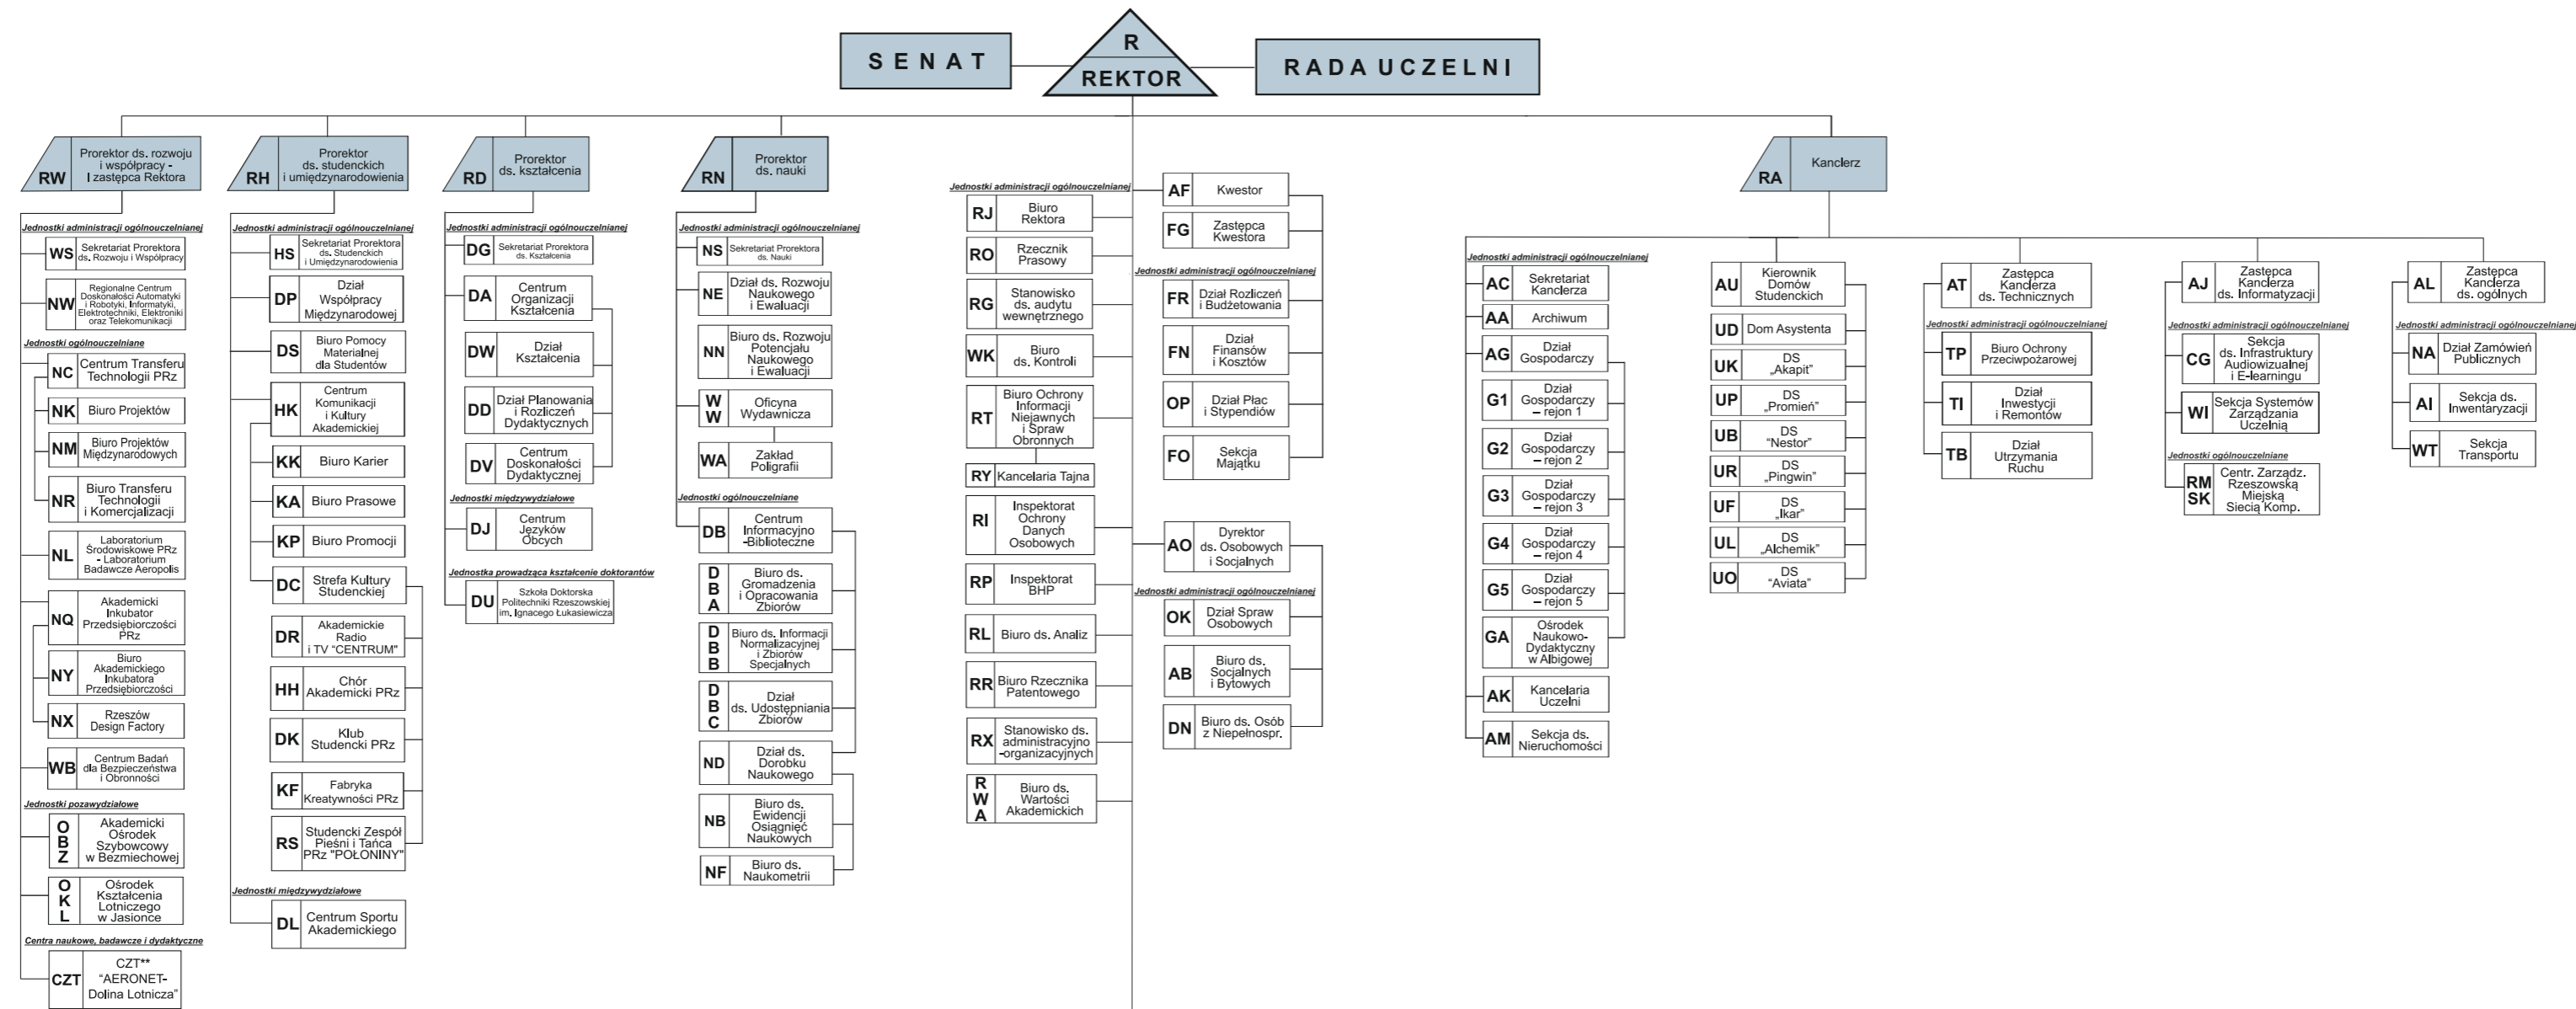 SENAT
R
REKTOR
RADA UCZELNI
RW
Prorektor ds. rozwoju
i współpracy -
I zastępca Rektora
Jednostki administracji ogólnouczelnianej
WS
Sekretariat Prorektora
ds. Rozwoju i Współpracy
NW
Regionalne Centrum
Doskonałości Automatyki
i Robotyki, Informatyki,
Elektrotechniki, Elektroniki
oraz Telekomunikacji
Jednostki ogólnouczelniane
NC
Centrum Transferu
Technologii PRz
NK
Biuro Projektów
NM
Biuro Projektów
Międzynarodowych
NR
Biuro Transferu
Technologii
i Komercjalizacji
NL
Laboratorium
Środowiskowe PRz
- Laboratorium
Badawcze Aeropolis
NQ
Akademicki
Inkubator
Przedsiębiorczości
PRz
NY
Biuro
Akademickiego
Inkubatora
Przedsiębiorczości
NX
Rzeszów
Design Factory
WB
Centrum Badań
dla Bezpieczeństwa
i Obronności
Jednostki pozawydziałowe
O
B
Z
Akademicki
Ośrodek
Szybowcowy
w Bezmiechowej
O
K
L
Ośrodek
Kształcenia
Lotniczego
w Jasionce
Centra naukowe, badawcze i dydaktyczne
CZT
CZT**
“AERONET-
Dolina Lotnicza”
RH
Prorektor
ds. studenckich
i umiędzynarodowienia
Jednostki administracji ogólnouczelnianej
HS
Sekretariat Prorektora
ds. Studenckich
i Umiędzynarodowienia
DP
Dział
Współpracy
Międzynarodowej
DS
Biuro Pomocy
Materialnej
dla Studentów
HK
Centrum
Komunikacji
i Kultury
Akademickiej
KK
Biuro Karier
KA
Biuro Prasowe
KP
Biuro Promocji
DC
Strefa Kultury
Studenckiej
DR
Akademickie
Radio
i TV “CENTRUM”
HH
Chór
Akademicki PRz
DK
Klub
Studencki PRz
KF
Fabryka
Kreatywności PRz
RS
Studencki Zespół
Pieśni i Tańca
PRz "POŁONINY"
Jednostki międzywydziałowe
DL
Centrum Sportu
Akademickiego
RD
Prorektor
ds. kształcenia
Jednostki administracji ogólnouczelnianej
DG
Sekretariat Prorektora
ds. Kształcenia
DA
Centrum
Organizacji
Kształcenia
DW
Dział
Kształcenia
DD
Dział Planowania
i Rozliczeń
Dydaktycznych
DV
Centrum
Doskonałości
Dydaktycznej
Jednostki międzywydziałowe
DJ
Centrum
Języków
Obcych
Jednostka prowadząca kształcenie doktorantów
DU
Szkoła Doktorska
Politechniki Rzeszowskiej
im. Ignacego Łukasiewicza
RN
Prorektor
ds. nauki
Jednostki administracji ogólnouczelnianej
NS
Sekretariat Prorektora
ds. Nauki
NE
Dział ds. Rozwoju
Naukowego
i Ewaluacji
NN
Biuro ds. Rozwoju
Potencjału
Naukowego
i Ewaluacji
W
W
Oficyna
Wydawnicza
WA
Zakład
Poligrafii
Jednostki ogólnouczelniane
DB
Centrum
Informacyjno
-Biblioteczne
D
B
A
Biuro ds.
Gromadzenia
i Opracowania
Zbiorów
D
B
B
Biuro ds. Informacji
Normalizacyjnej
i Zbiorów
Specjalnych
D
B
C
Dział
ds. Udostępniania
Zbiorów
ND
Dział ds.
Dorobku
Naukowego
NB
Biuro ds.
Ewidencji
Osiągnięć
Naukowych
NF
Biuro ds.
Naukometrii
Jednostki administracji ogólnouczelnianej
RJ
Biuro
Rektora
RO
Rzecznik
Prasowy
RG
Stanowisko
ds. audytu
wewnętrznego
WK
Biuro
ds. Kontroli
RT
Biuro Ochrony
Informacji
Niejawnych
i Spraw
Obronnych
RY
Kancelaria Tajna
RI
Inspektorat
Ochrony
Danych
Osobowych
RP
Inspektorat
BHP
RL
Biuro ds. Analiz
RR
Biuro Rzecznika
Patentowego
RX
Stanowisko ds.
administracyjno
-organizacyjnych
R
W
A
Biuro ds.
Wartości
Akademickich
AF
Kwestor
FG
Zastępca
Kwestora
Jednostki administracji ogólnouczelnianej
FR
Dział Rozliczeń
i Budżetowania
FN
Dział
Finansów
i Kosztów
OP
Dział Płac
i Stypendiów
FO
Sekcja
Majątku
AO
Dyrektor
ds. Osobowych
i Socjalnych
Jednostki administracji ogólnouczelnianej
OK
Dział Spraw
Osobowych
AB
Biuro ds.
Socjalnych
i Bytowych
DN
Biuro ds. Osób
z Niepełnospr.
RA
Kanclerz
Jednostki administracji ogólnouczelnianej
AC
Sekretariat
Kanclerza
AA
Archiwum
AG
Dział
Gospodarczy
G1
Dział
Gospodarczy
– rejon 1
G2
Dział
Gospodarczy
– rejon 2
G3
Dział
Gospodarczy
– rejon 3
G4
Dział
Gospodarczy
– rejon 4
G5
Dział
Gospodarczy
– rejon 5
GA
Ośrodek
Naukowo-
Dydaktyczny
w Albigowej
AK
Kancelaria
Uczelni
AM
Sekcja ds.
Nieruchomości
AU
Kierownik
Domów
Studenckich
UD
Dom Asystenta
UK
DS
„Akapit”
UP
DS
„Promień”
UB
DS
“Nestor”
UR
DS
„Pingwin”
UF
DS
„Ikar”
UL
DS
„Alchemik”
UO
DS
“Aviata”
AT
Zastępca
Kanclerza
ds. Technicznych
Jednostki administracji ogólnouczelnianej
TP
Biuro Ochrony
Przeciwpożarowej
TI
Dział
Inwestycji
i Remontów
TB
Dział
Utrzymania
Ruchu
AJ
Zastępca
Kanclerza
ds. Informatyzacji
Jednostki administracji ogólnouczelnianej
CG
Sekcja
ds. Infrastruktury
Audiowizualnej
i E-learningu
WI
Sekcja Systemów
Zarządzania
Uczelnią
Jednostki ogólnouczelniane
RM
SK
Centr. Zarządz.
Rzeszowską
Miejską
Siecią Komp.
AL
Zastępca
Kanclerza
ds. ogólnych
Jednostki administracji ogólnouczelnianej
NA
Dział Zamówień
Publicznych
AI
Sekcja ds.
Inwentaryzacji
WT
Sekcja
Transportu